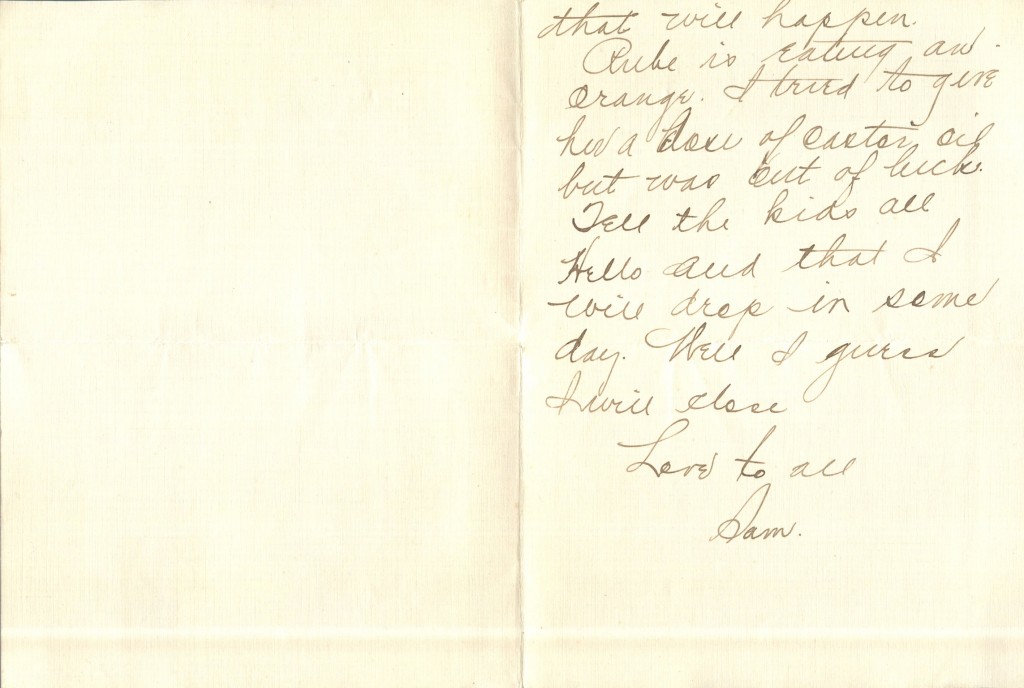 that will happen.
Rube is eating an
orange. I tried to give
her a dose of castor oil
but was out of luck.
Tell the kids all
Hello and that I
will drop in some
day. Well I guess
I will close
Love to all
Sam.